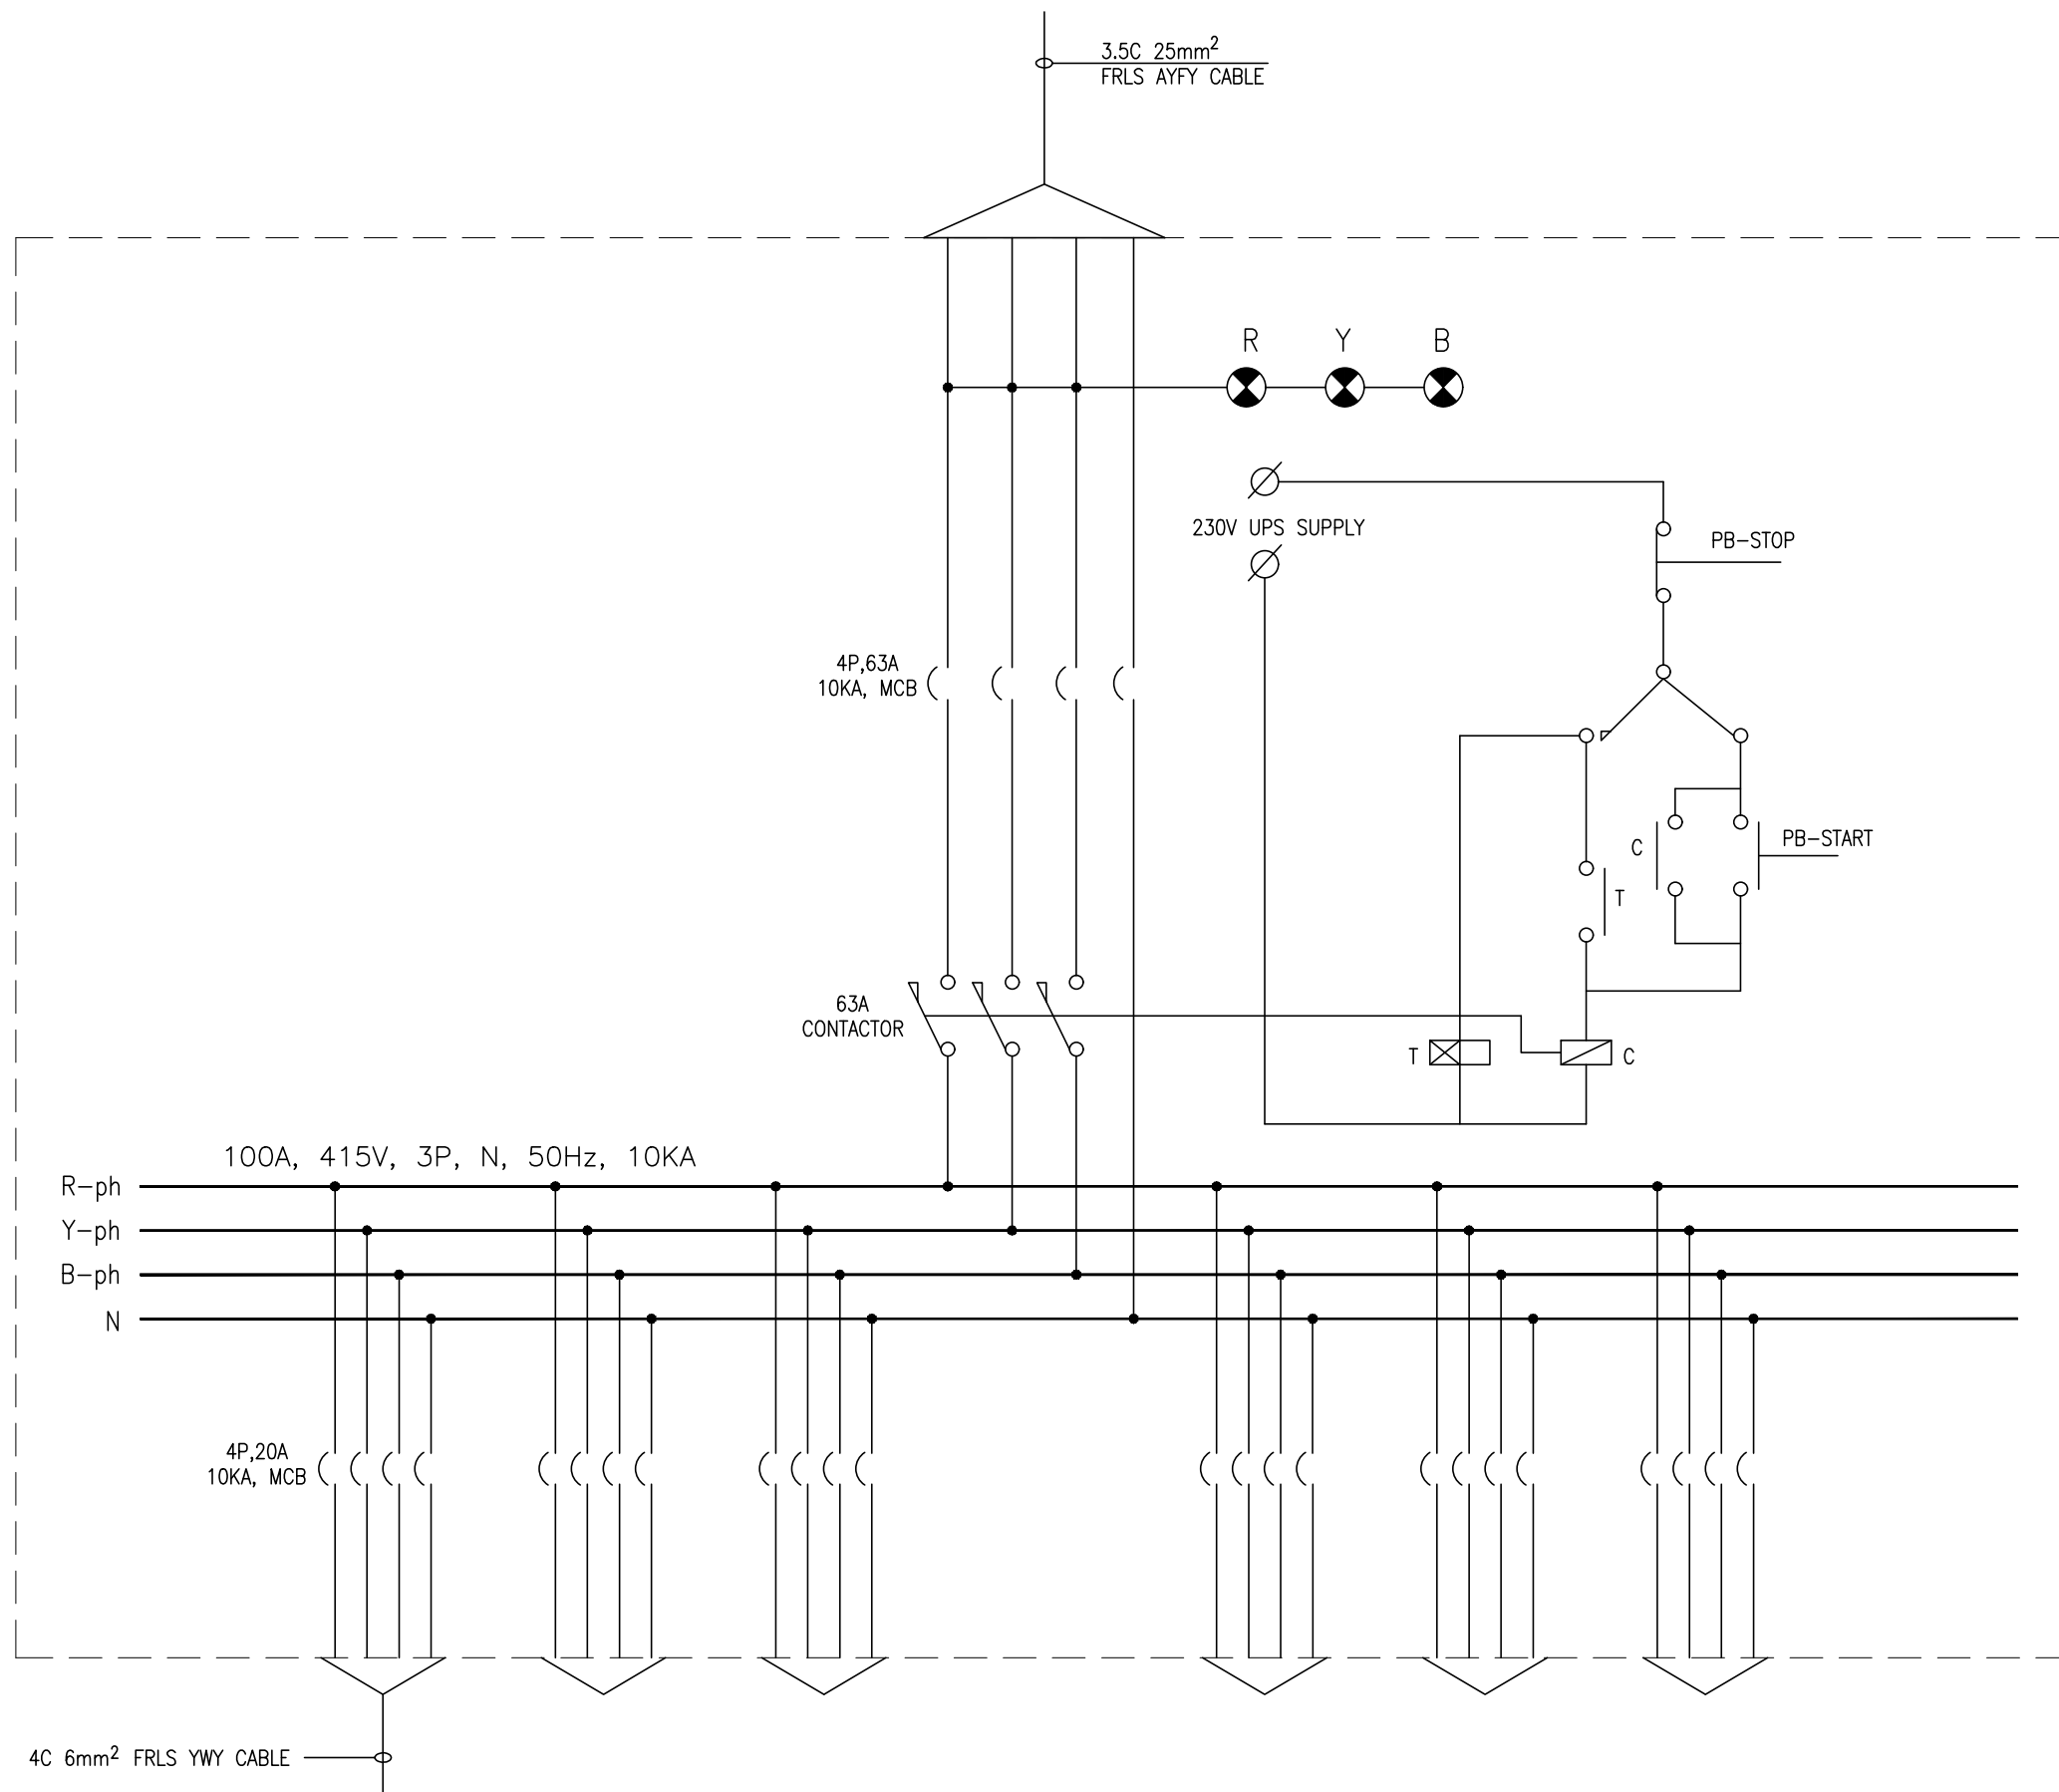 3.5C 25mm²
FRLS AYFY CABLE
R Y B
230V UPS SUPPLY
PB-STOP
4P,63A
10KA, MCB
PB-START
C
T
63A
CONTACTOR
T C
100A, 415V, 3P, N, 50Hz, 10KA
R-ph
Y-ph
B-ph
N
4P,20A
10KA, MCB
4C 6mm² FRLS YWY CABLE